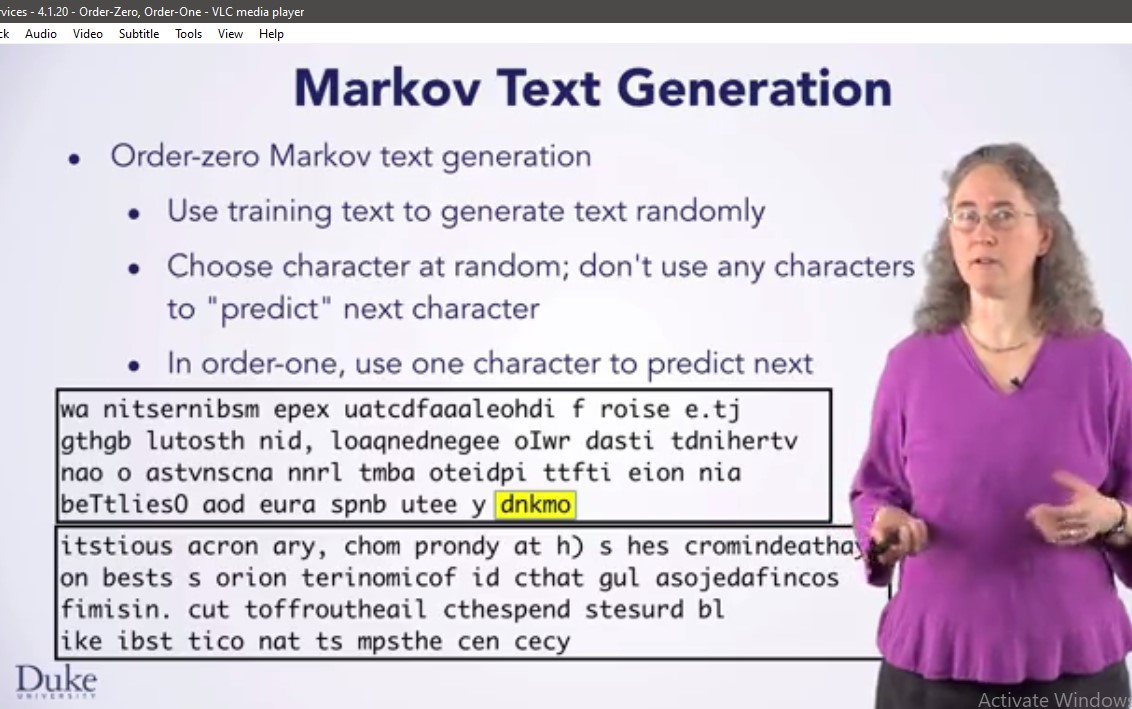 rvices - 4.1.20 - Order-Zero, Order-One - VLC media player
ck Audio Video Subtitle Tools View Help
Markov Text Generation
• Order-zero Markov text generation
• Use training text to generate text randomly
• Choose character at random; don't use any characters
to "predict" next character
• In order-one, use one character to predict next
wa nitsernibsm epex uatcdfaaaleohdi f roise e.tj
gthgb lutosth nid, loaqnednegee oIwr dasti tdnihertv
nao o astvnscna nnrl tmba oteidpi ttfti eion nia
beTtliesO aod eura spnb utee y dnkmo
itstious acron ary, chom prondy at h) s hes cromindeatha
on bests s orion terinomicof id cthat gul asojedafincos
fimisin. cut toffroutheail cthespend stesurd bl
ike ibst tico nat ts mpsthe cen cecy
Duke
UNIVERSITY
Activate Windows